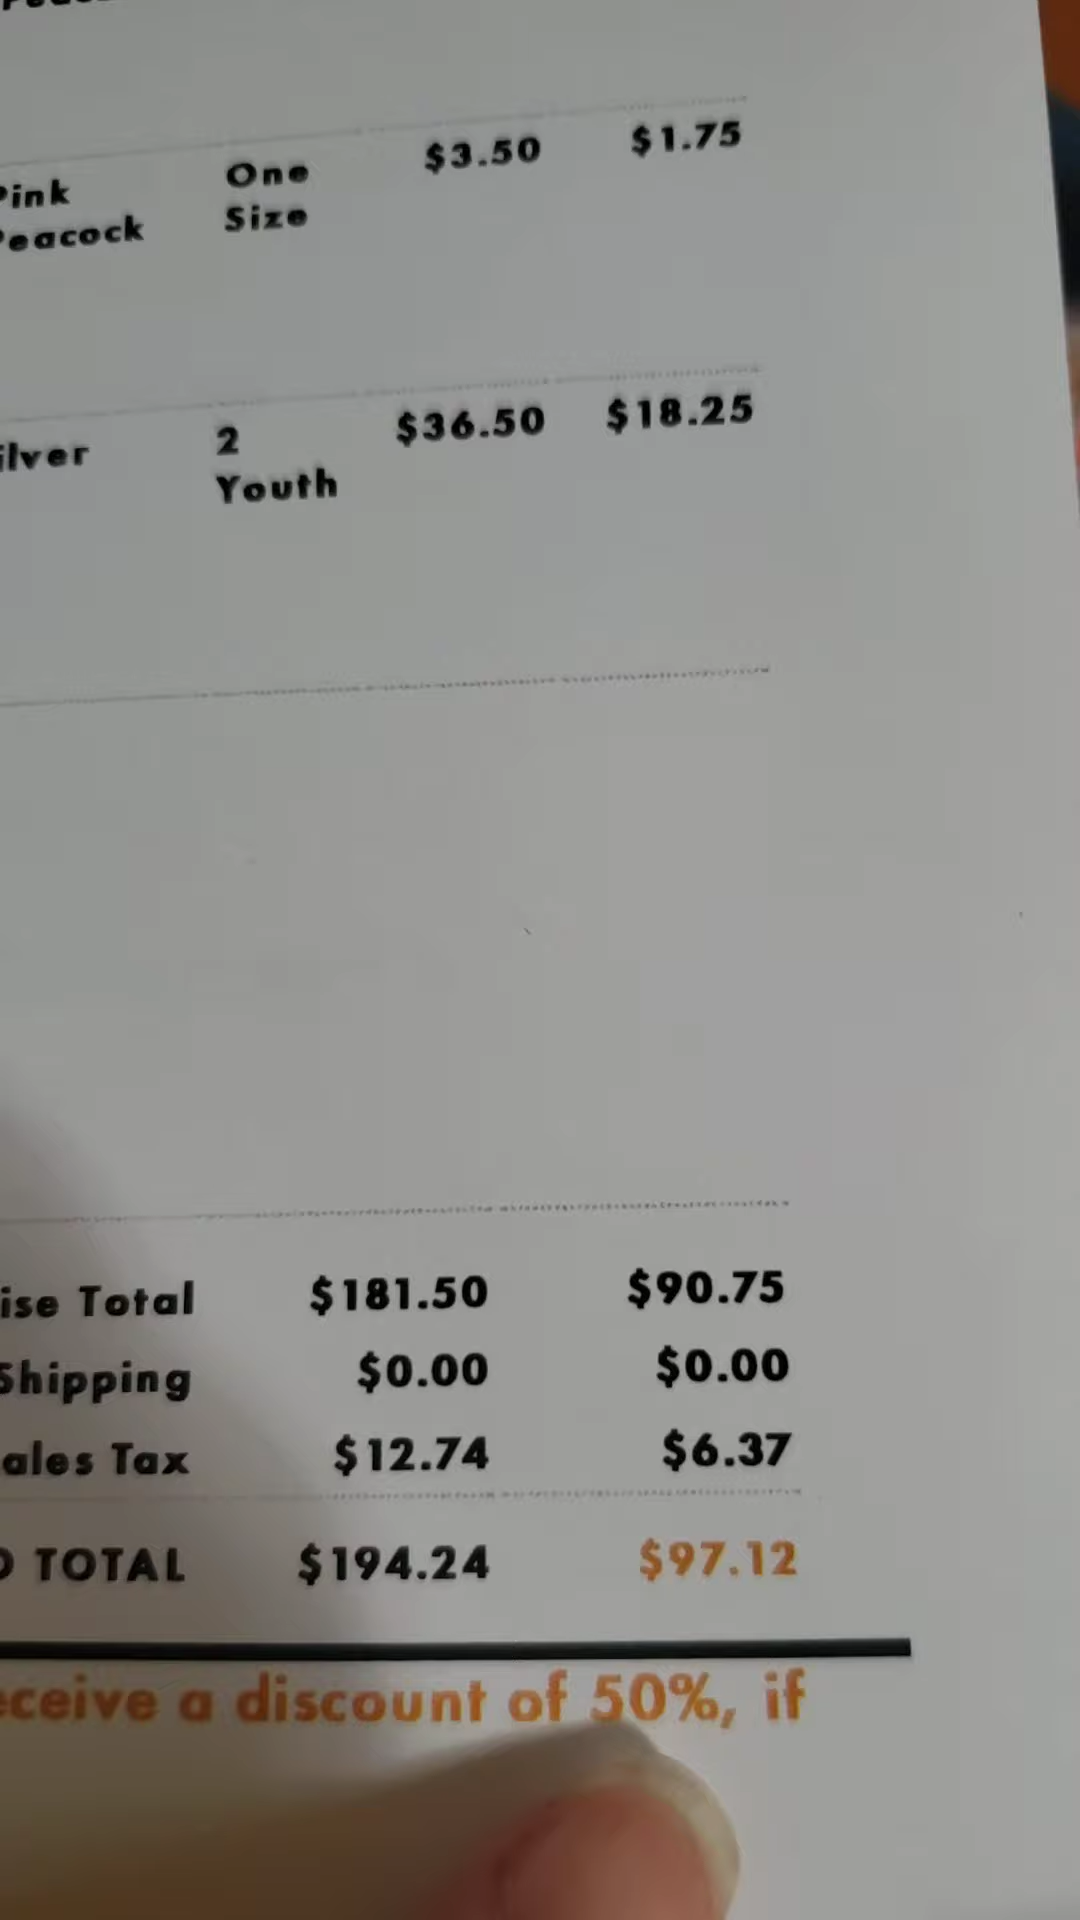 Pink One $3.50 $1.75
Peacock Size
ilver 2 $36.50 $18.25
Youth
ise Total $181.50 $90.75
Shipping $0.00 $0.00
ales Tax $12.74 $6.37
TOTAL $194.24 $97.12
eceive a discount of 50%, if